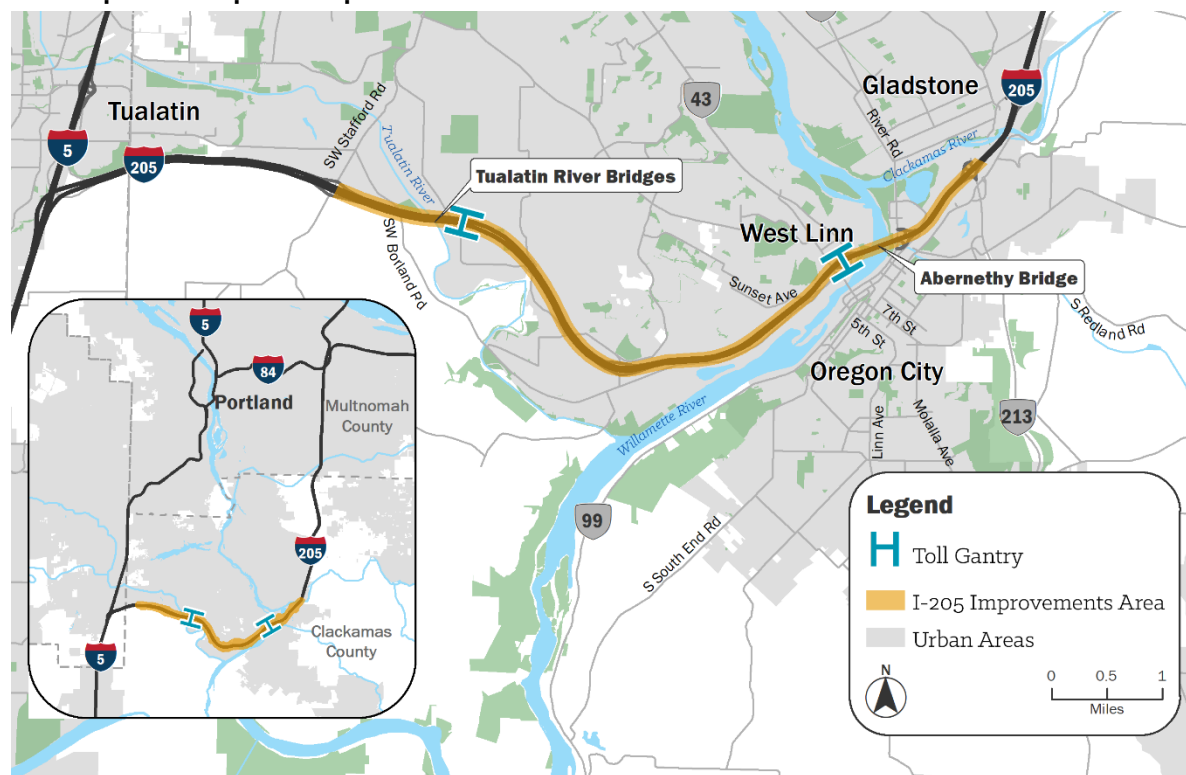 Gladstone
205
43
Tualatin
5
205
SW Stafford Rd
River Rd
Clackamas River
Tualatin River
Tualatin River Bridges
West Linn
Abernethy Bridge
SW Borland Rd
Sunset Ave
7th St
5th St
S Redland Rd
Oregon City
Willamette River
Linn Ave
Molalla Ave
213
99
S South End Rd
5
84
Portland
Multnomah
County
205
Clackamas
County
5
Legend
Toll Gantry
I-205 Improvements Area
Urban Areas
N
0 0.5 1
Miles